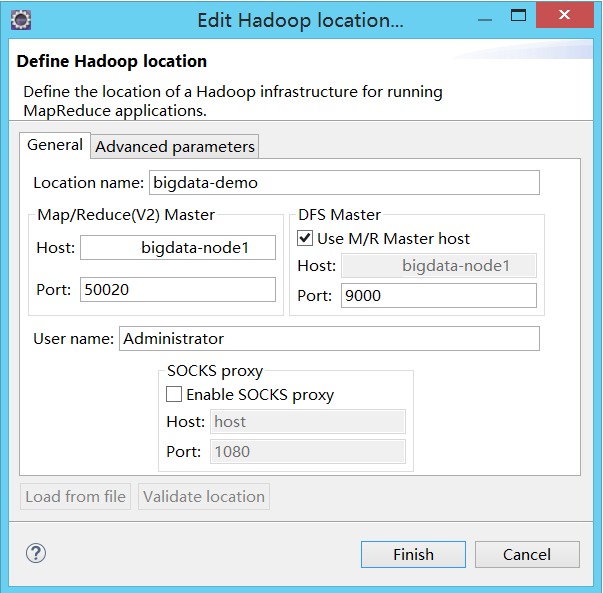 Edit Hadoop location...
Define Hadoop location
Define the location of a Hadoop infrastructure for running
MapReduce applications.
General
Advanced parameters
Location name: bigdata-demo
Map/Reduce(V2) Master
Host: bigdata-node1
Port: 50020
DFS Master
Use M/R Master host
Host: bigdata-node1
Port: 9000
User name: Administrator
SOCKS proxy
Enable SOCKS proxy
Host: host
Port: 1080
Load from file
Validate location
?
Finish
Cancel